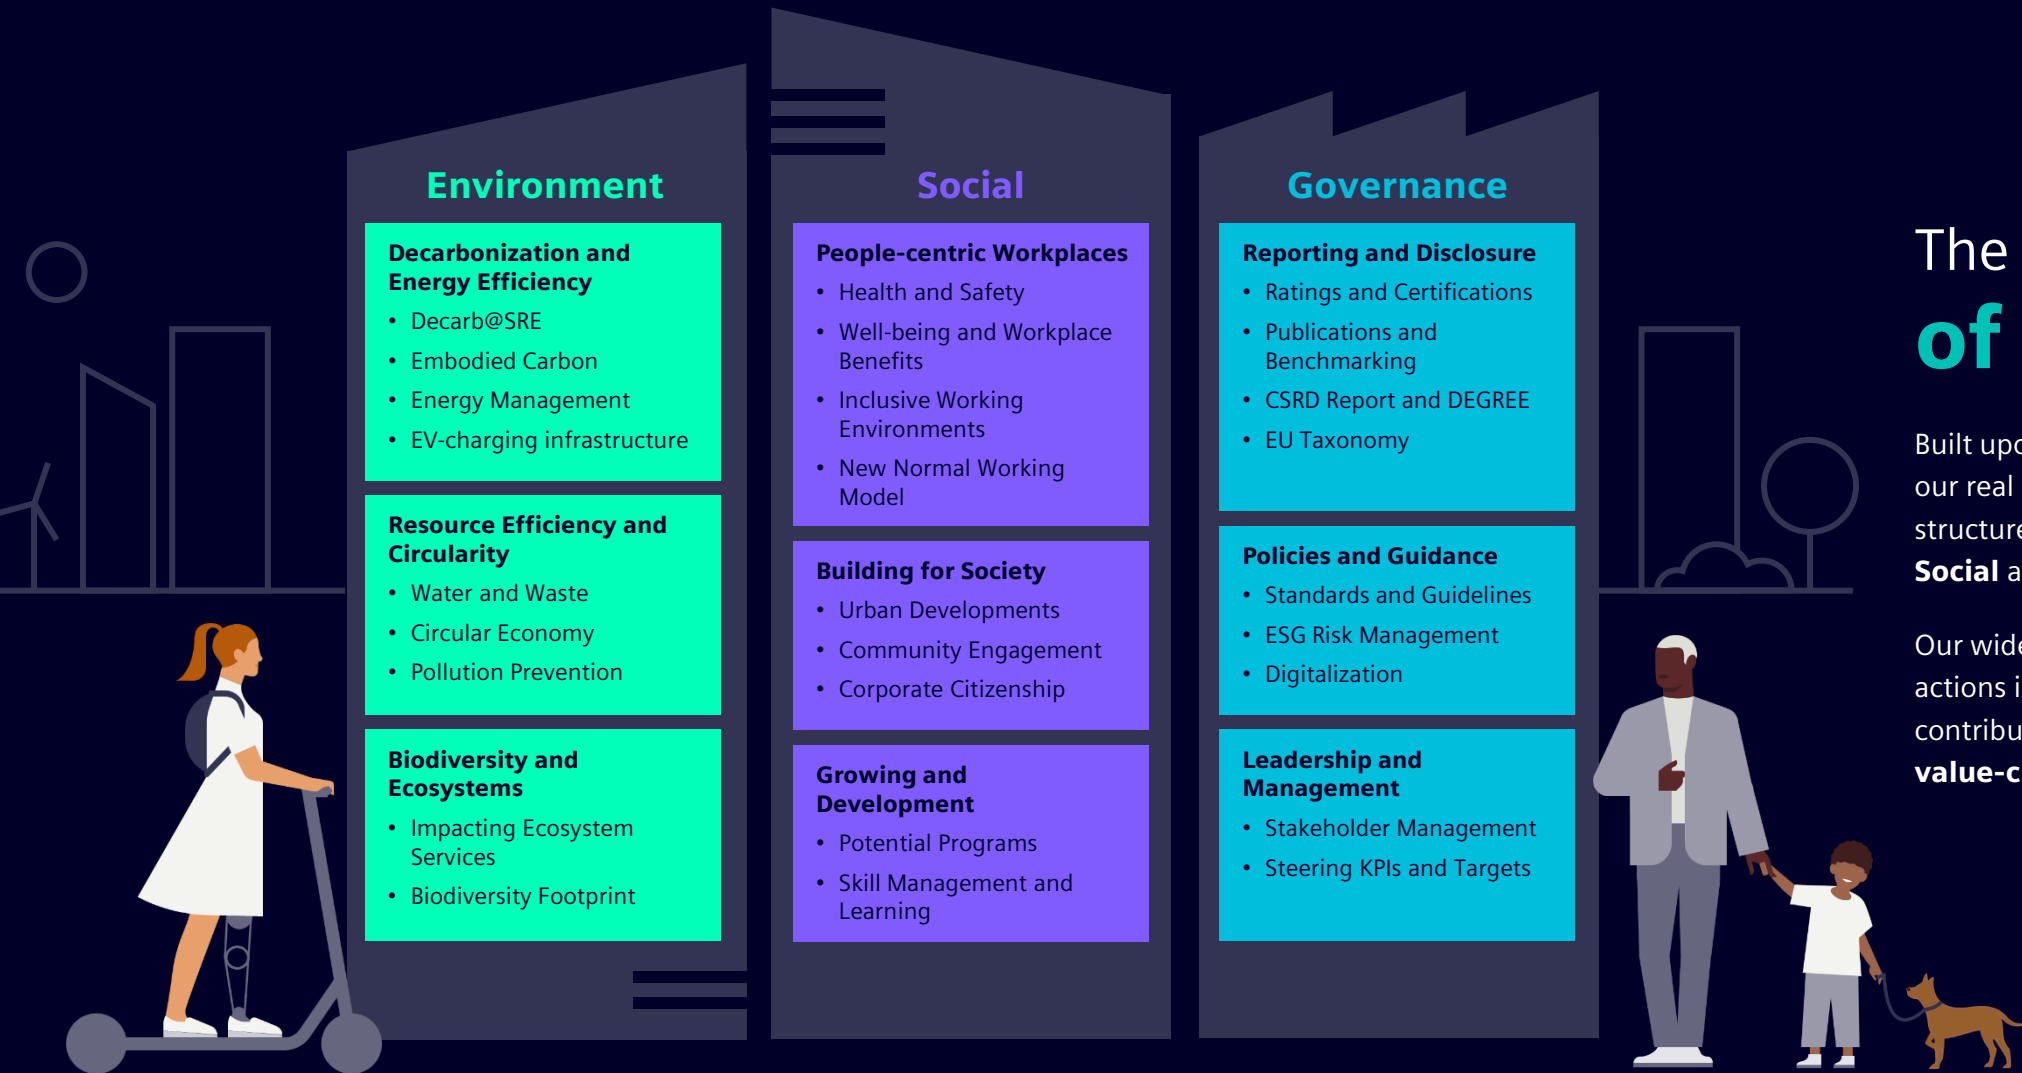 Environment
Decarbonization and
Energy Efficiency
• Decarb@SRE
• Embodied Carbon
• Energy Management
• EV-charging infrastructure
Resource Efficiency and
Circularity
• Water and Waste
• Circular Economy
• Pollution Prevention
Biodiversity and
Ecosystems
• Impacting Ecosystem
Services
• Biodiversity Footprint
Social
People-centric Workplaces
• Health and Safety
• Well-being and Workplace
Benefits
• Inclusive Working
Environments
• New Normal Working
Model
Building for Society
• Urban Developments
• Community Engagement
• Corporate Citizenship
Growing and
Development
• Potential Programs
• Skill Management and
Learning
Governance
Reporting and Disclosure
• Ratings and Certifications
• Publications and
Benchmarking
• CSRD Report and DEGREE
• EU Taxonomy
Policies and Guidance
• Standards and Guidelines
• ESG Risk Management
• Digitalization
Leadership and
Management
• Stakeholder Management
• Steering KPIs and Targets
The
of
Built
our real
structure
Social
Our
actions